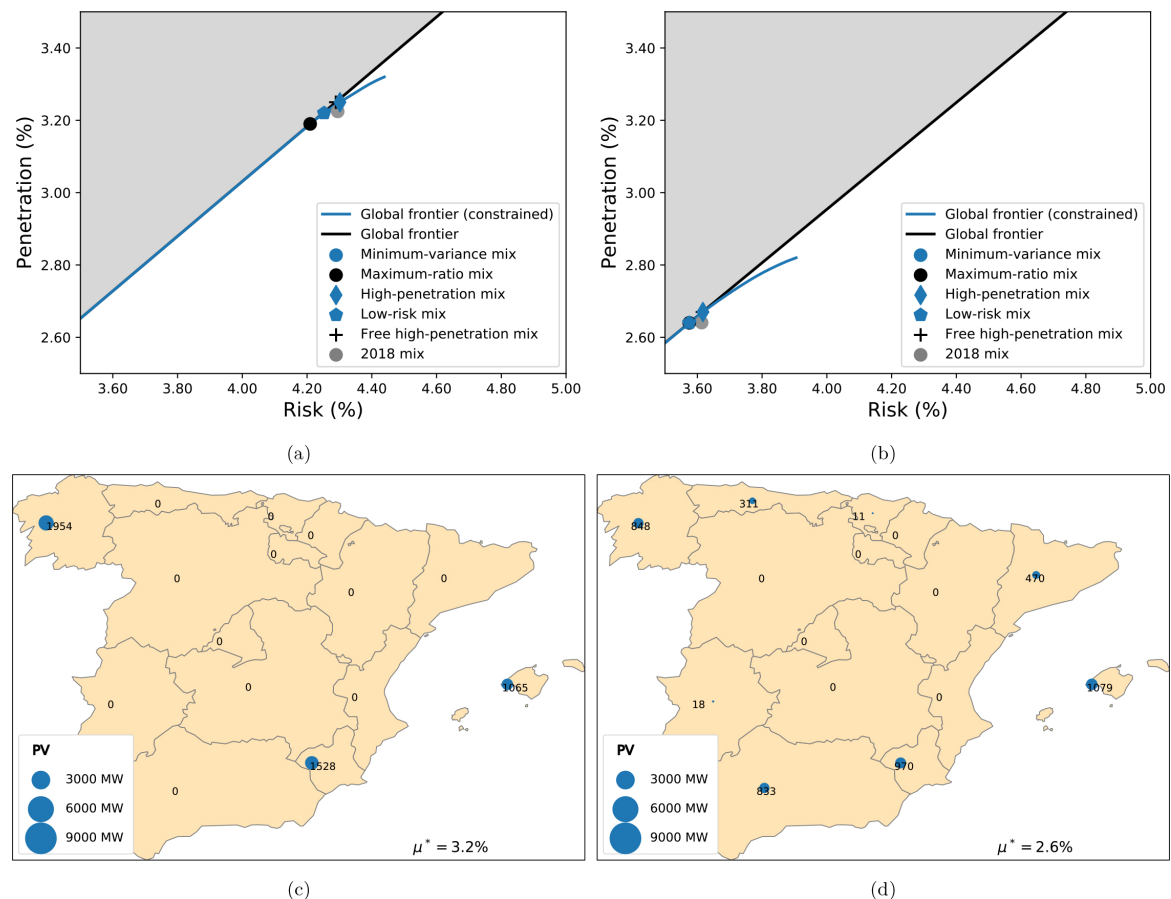 3.40
3.20
3.00
2.80
2.60
Penetration (%)
Global frontier (constrained)
Global frontier
Minimum-variance mix
Maximum-ratio mix
High-penetration mix
Low-risk mix
Free high-penetration mix
2018 mix
3.60 3.80 4.00 4.20 4.40 4.60 4.80 5.00
Risk (%)
(a)
3.40
3.20
3.00
2.80
2.60
Penetration (%)
Global frontier (constrained)
Global frontier
Minimum-variance mix
Maximum-ratio mix
High-penetration mix
Low-risk mix
Free high-penetration mix
2018 mix
3.60 3.80 4.00 4.20 4.40 4.60 4.80 5.00
Risk (%)
(b)
0
1954
0
0
0
0
0
0
0
0
1065
0
0
1528
0
PV
3000 MW
6000 MW
9000 MW
μ* = 3.2%
(c)
311
848
11
0
0
0
470
0
0
0
1079
18
0
970
833
PV
3000 MW
6000 MW
9000 MW
μ* = 2.6%
(d)